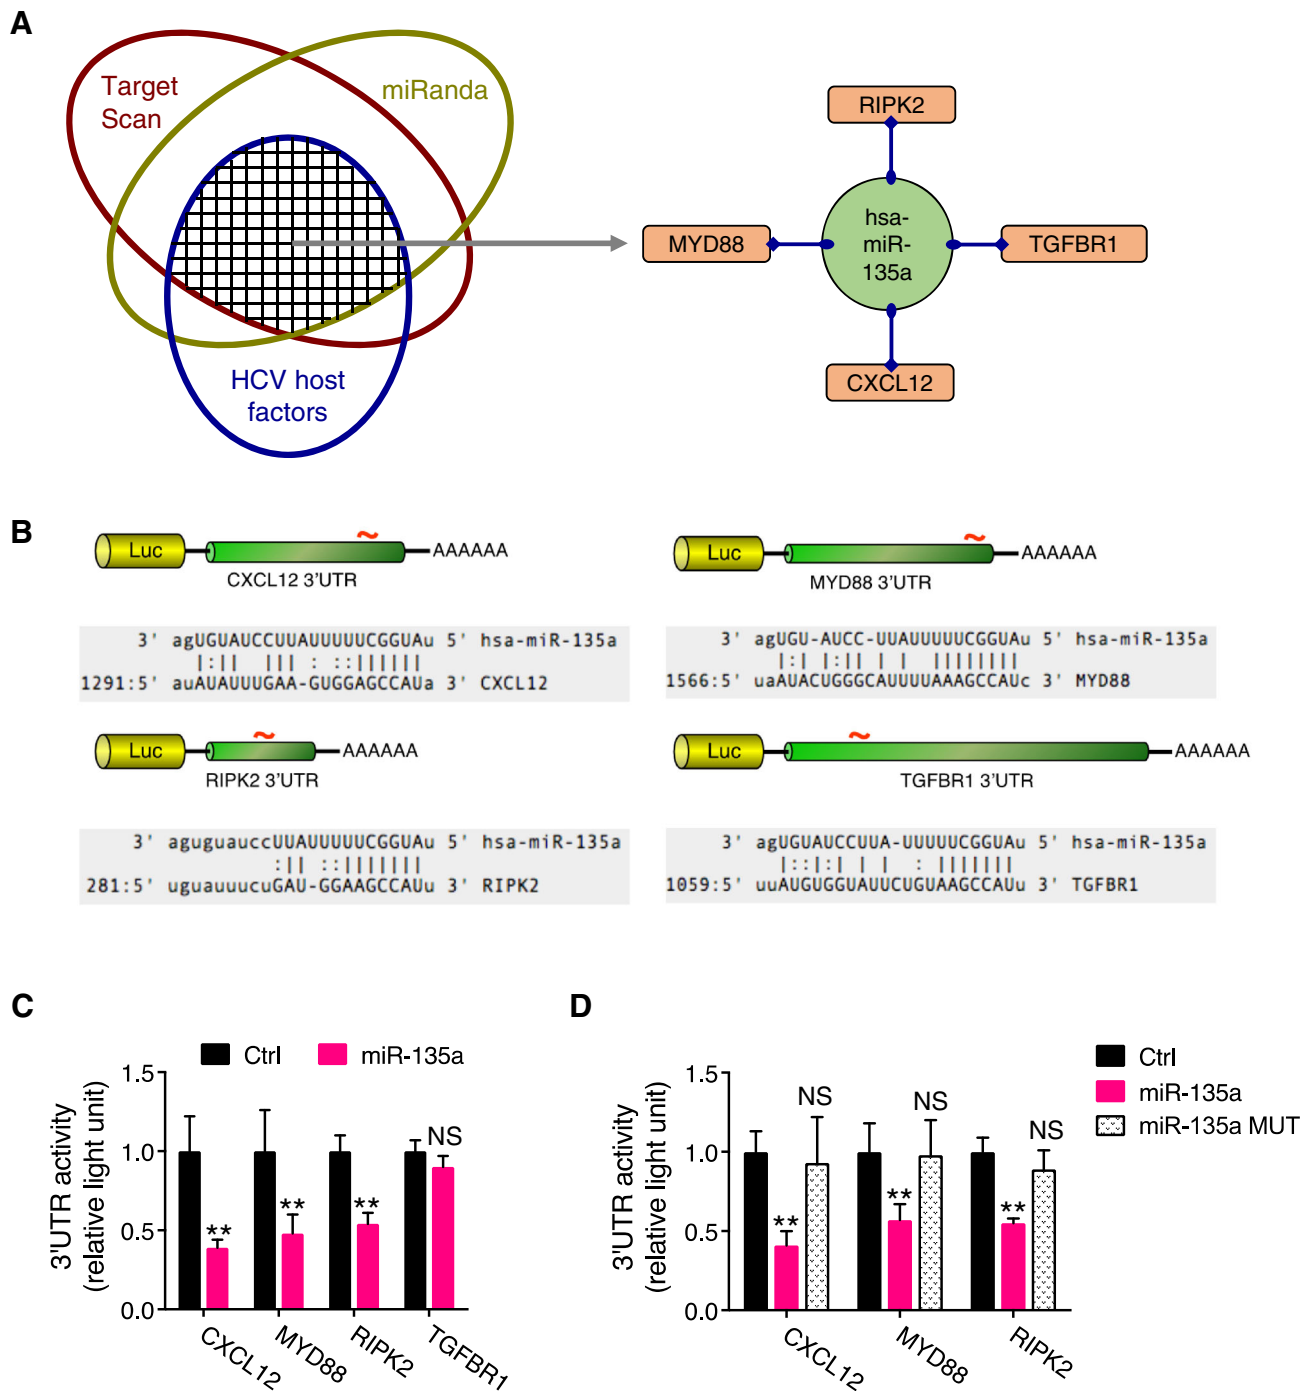 A
Target
Scan
miRanda
HCV host
factors
RIPK2
MYD88
hsa-
miR-
135a
TGFBR1
CXCL12
B
Luc
AAAAAA
CXCL12 3'UTR
3' agUGUAUCCUUAUUUUUCGGUAu 5' hsa-miR-135a
|:|| ||| : ::||||||
1291:5' auAUAUUUGAA-GUGGAGCCAUa 3' CXCL12
Luc
AAAAAA
MYD88 3'UTR
3' agUGU-AUCC-UUAUUUUUCGGUAu 5' hsa-miR-135a
|:| |:|| | | ||||||||
1566:5' uaAUACUGGGCAUUUUAAAGCCAUc 3' MYD88
Luc
AAAAAA
RIPK2 3'UTR
3' aguguauccUUAUUUUUCGGUAu 5' hsa-miR-135a
:|| ::|||||||
281:5' uguauuucuGAU-GGAAGCCAUu 3' RIPK2
Luc
AAAAAA
TGFBR1 3'UTR
3' agUGUAUCCUUA-UUUUUCGGUAu 5' hsa-miR-135a
|::|:| | | : |||||||
1059:5' uuAUGUGGUAUUCUGUAAGCCAUu 3' TGFBR1
C
Ctrl
miR-135a
3'UTR activity
(relative light unit)
1.5
1.0
0.5
0.0
**
**
**
NS
CXCL12
MYD88
RIPK2
TGFBR1
D
Ctrl
miR-135a
miR-135a MUT
3'UTR activity
(relative light unit)
1.5
1.0
0.5
0.0
**
NS
**
NS
**
NS
CXCL12
MYD88
RIPK2